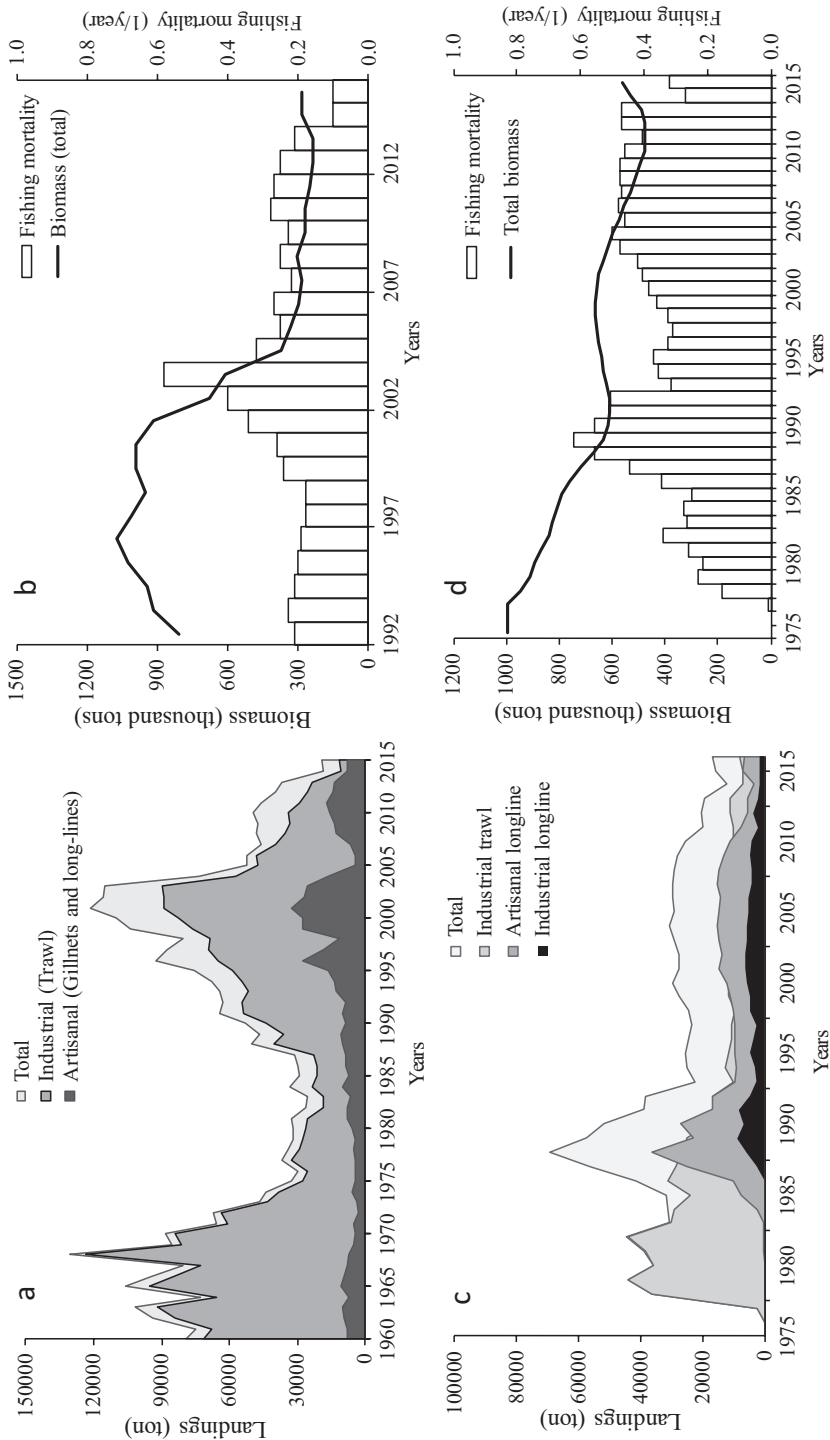 a
150000
120000
90000
60000
30000
0
Landings (ton)
1960 1965 1970 1975 1980 1985 1990 1995 2000 2005 2010 2015
Years
Total
Industrial (Trawl)
Artisanal (Gillnets and long-lines)
b
1500
1200
900
600
300
0
Biomass (thousand tons)
1992 1997 2002 2007 2012
Years
1.0
0.8
0.6
0.4
0.2
0.0
Fishing mortality (1/year)
Fishing mortality
Biomass (total)
c
100000
80000
60000
40000
20000
0
Landings (ton)
1975 1980 1985 1990 1995 2000 2005 2010 2015
Years
Total
Industrial trawl
Artisanal longline
Industrial longline
d
1200
1000
800
600
400
200
0
Biomass (thousand tons)
1975 1980 1985 1990 1995 2000 2005 2010 2015
Years
1.0
0.8
0.6
0.4
0.2
0.0
Fishing mortality (1/year)
Fishing mortality
Total biomass